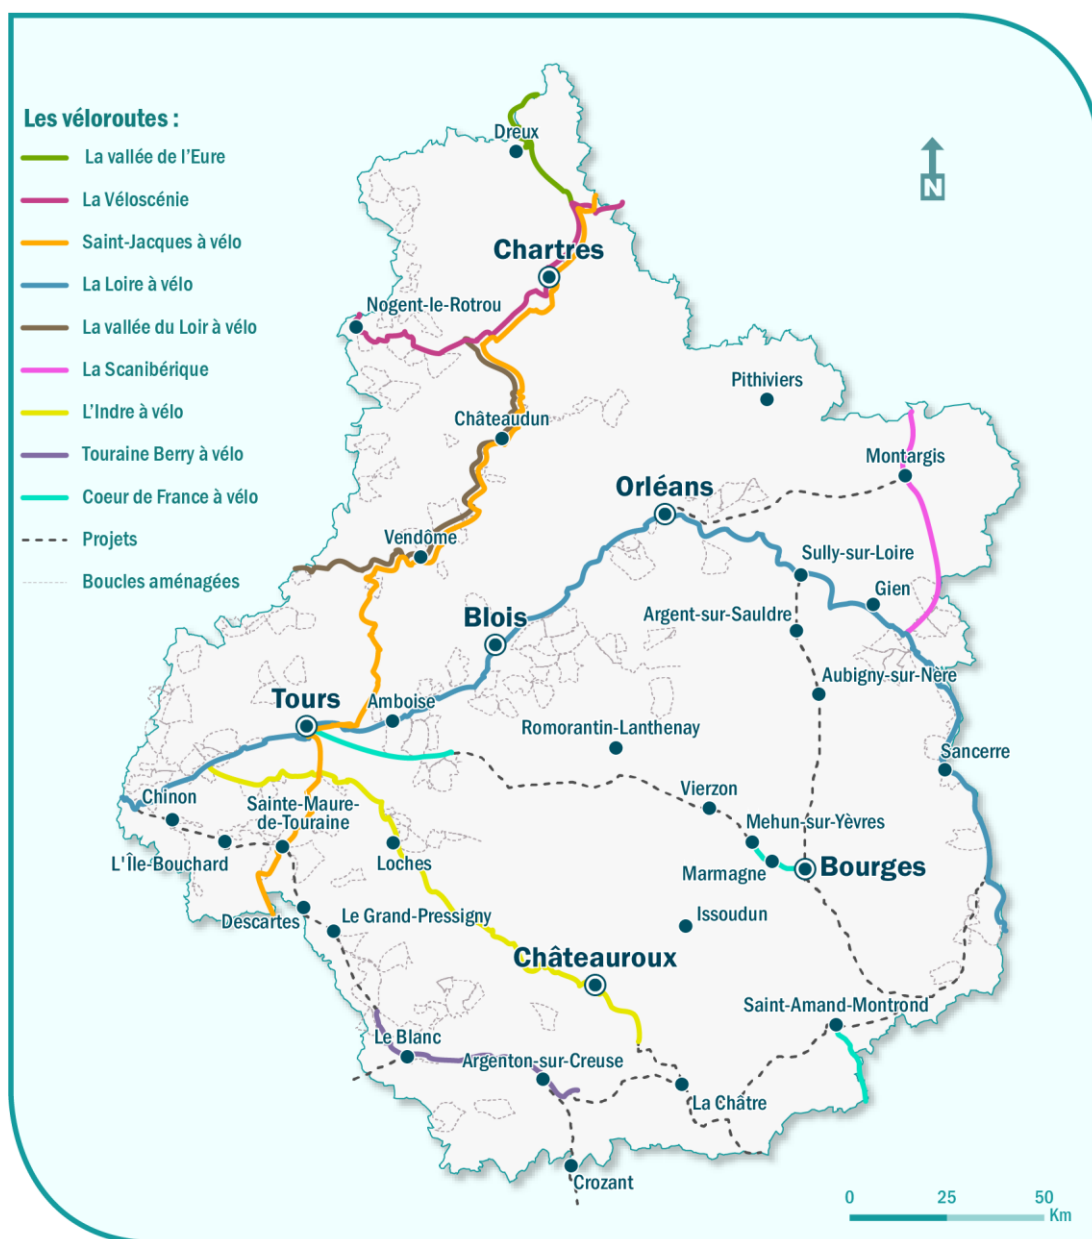 Les véloroutes :
La vallée de l'Eure
La Véloscénie
Saint-Jacques à vélo
La Loire à vélo
La vallée du Loir à vélo
La Scanibérique
L'Indre à vélo
Touraine Berry à vélo
Coeur de France à vélo
Projets
Boucles aménagées
N
Dreux
Chartres
Nogent-le-Rotrou
Pithiviers
Châteaudun
Montargis
Orléans
Vendôme
Sully-sur-Loire
Gien
Blois
Argent-sur-Sauldre
Aubigny-sur-Nère
Tours
Amboise
Romorantin-Lanthenay
Sancerre
Vierzon
Chinon
Sainte-Maure-
de-Touraine
Mehun-sur-Yèvres
L'Île-Bouchard
Loches
Marmagne
Bourges
Descartes
Le Grand-Pressigny
Issoudun
Châteauroux
Saint-Amand-Montrond
Le Blanc
Argenton-sur-Creuse
La Châtre
Crozant
0 25 50
Km